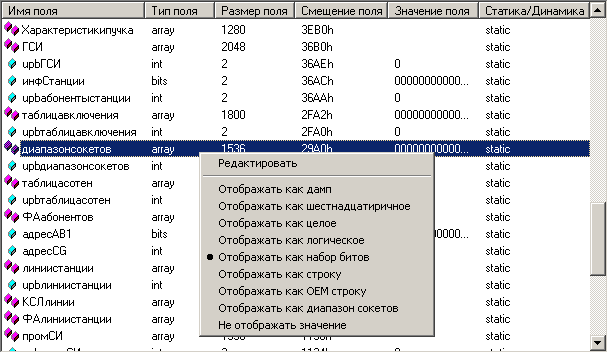 Имя поля Тип поля Размер поля Смещение поля Значение поля Статика/Динамика
Характеристикипучка array 1280 3EB0h static
ГСИ array 2048 36B0h static
upbГСИ int 2 36AEh 0 static
инфСтанции bits 2 36ACh 00000000000... static
upbабонентыстанции int 2 36AAh 0 static
таблицавключения array 1800 2FA2h 00000000000... static
upbтаблицавключения int 2 2FA0h 0 static
диапазонсокетов array 1536 29A0h 00000000000... static
upbдиапазонсокетов int static
таблицасотен array static
upbтаблицасотен int static
ФАабонентов array static
адресАВ1 bits static
адресCG int static
линиистанции array static
upbлиниистанции int static
КСЛлинии array static
ФАлиниистанции array static
промСИ array static
Редактировать
Отображать как дамп
Отображать как шестнадцатиричное
Отображать как целое
Отображать как логическое
Отображать как набор битов
Отображать как строку
Отображать как OEM строку
Отображать как диапазон сокетов
Не отображать значение